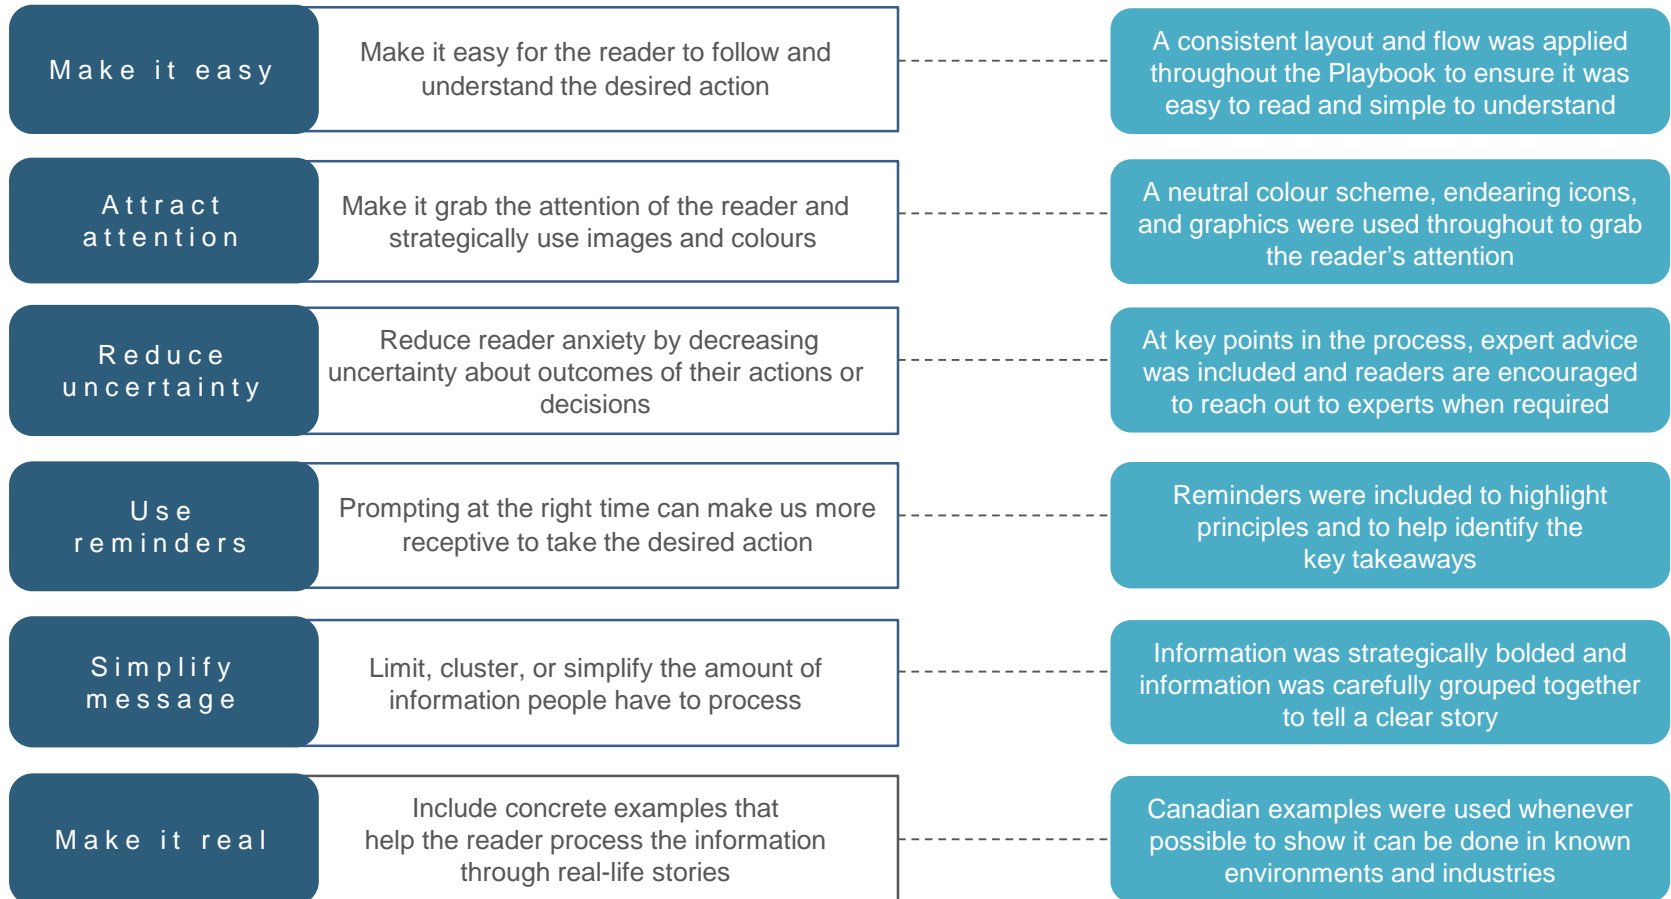 Make it easy
Make it easy for the reader to follow and
understand the desired action
A consistent layout and flow was applied
throughout the Playbook to ensure it was
easy to read and simple to understand
Attract
attention
Make it grab the attention of the reader and
strategically use images and colours
A neutral colour scheme, endearing icons,
and graphics were used throughout to grab
the reader’s attention
Reduce
uncertainty
Reduce reader anxiety by decreasing
uncertainty about outcomes of their actions or
decisions
At key points in the process, expert advice
was included and readers are encouraged
to reach out to experts when required
Use
reminders
Prompting at the right time can make us more
receptive to take the desired action
Reminders were included to highlight
principles and to help identify the
key takeaways
Simplify
message
Limit, cluster, or simplify the amount of
information people have to process
Information was strategically bolded and
information was carefully grouped together
to tell a clear story
Make it real
Include concrete examples that
help the reader process the information
through real-life stories
Canadian examples were used whenever
possible to show it can be done in known
environments and industries